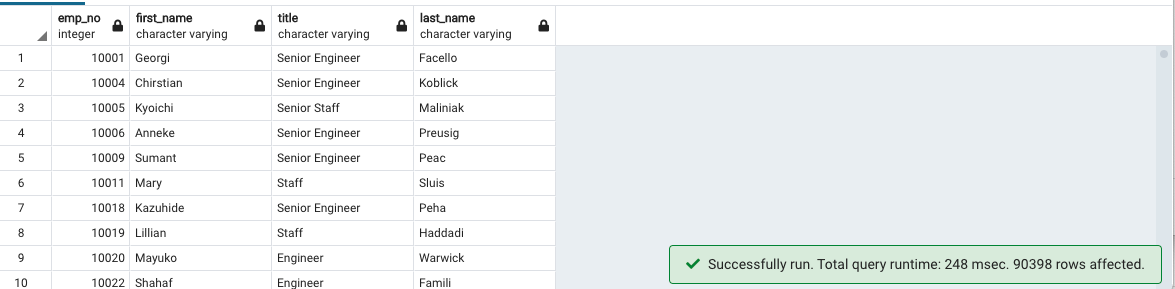 emp_no first_name title last_name
integer character varying character varying character varying
1 10001 Georgi Senior Engineer Facello
2 10004 Chirstian Senior Engineer Koblick
3 10005 Kyoichi Senior Staff Maliniak
4 10006 Anneke Senior Engineer Preusig
5 10009 Sumant Senior Engineer Peac
6 10011 Mary Staff Sluis
7 10018 Kazuhide Senior Engineer Peha
8 10019 Lillian Staff Haddadi
9 10020 Mayuko Engineer Warwick
Successfully run. Total query runtime: 248 msec. 90398 rows affected.
10 10022 Shahaf Engineer Famili